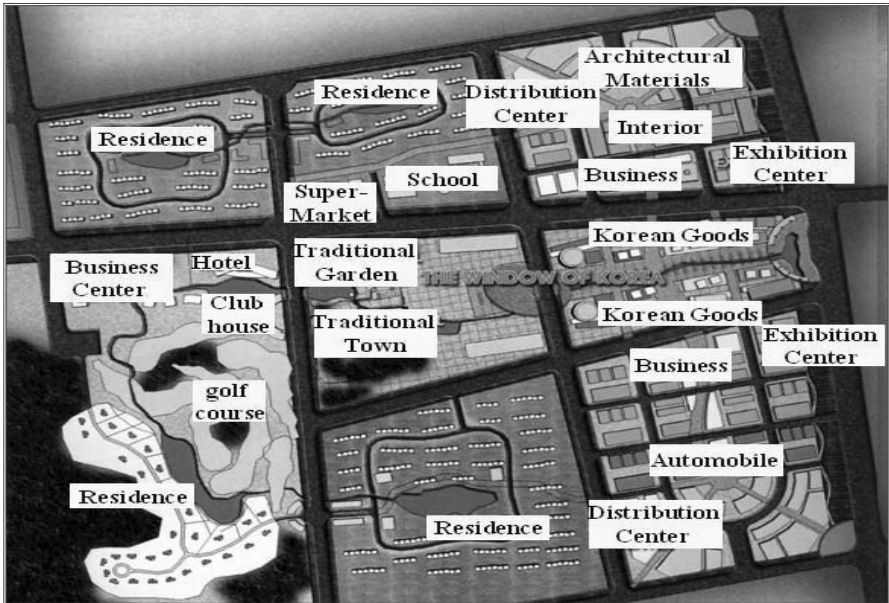 Architectural
Materials
Residence
Distribution
Center
Residence
Interior
Exhibition
Center
School
Business
Super-
Market
Korean Goods
Traditional
Garden
Hotel
Business
Center
THE WINDOW OF KOREA
Club
house
Korean Goods
Traditional
Town
Exhibition
Center
Business
golf
course
Automobile
Residence
Distribution
Center
Residence